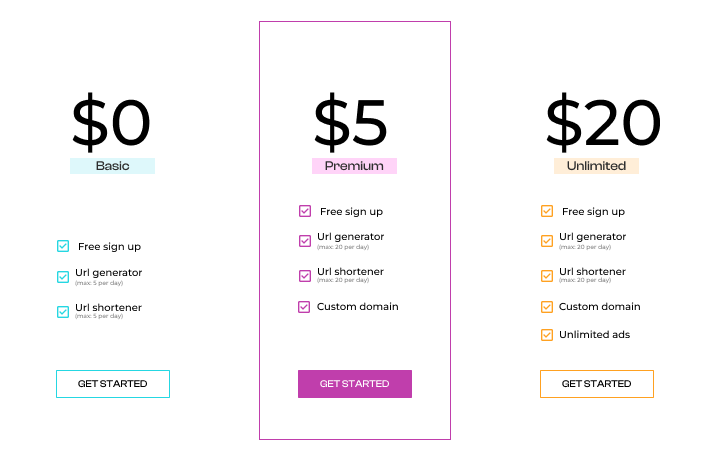 $0
Basic
Free sign up
Url generator
(max: 5 per day)
Url shortener
(max: 5 per day)
GET STARTED
$5
Premium
Free sign up
Url generator
(max: 20 per day)
Url shortener
(max: 20 per day)
Custom domain
GET STARTED
$20
Unlimited
Free sign up
Url generator
(max: 20 per day)
Url shortener
(max: 20 per day)
Custom domain
Unlimited ads
GET STARTED